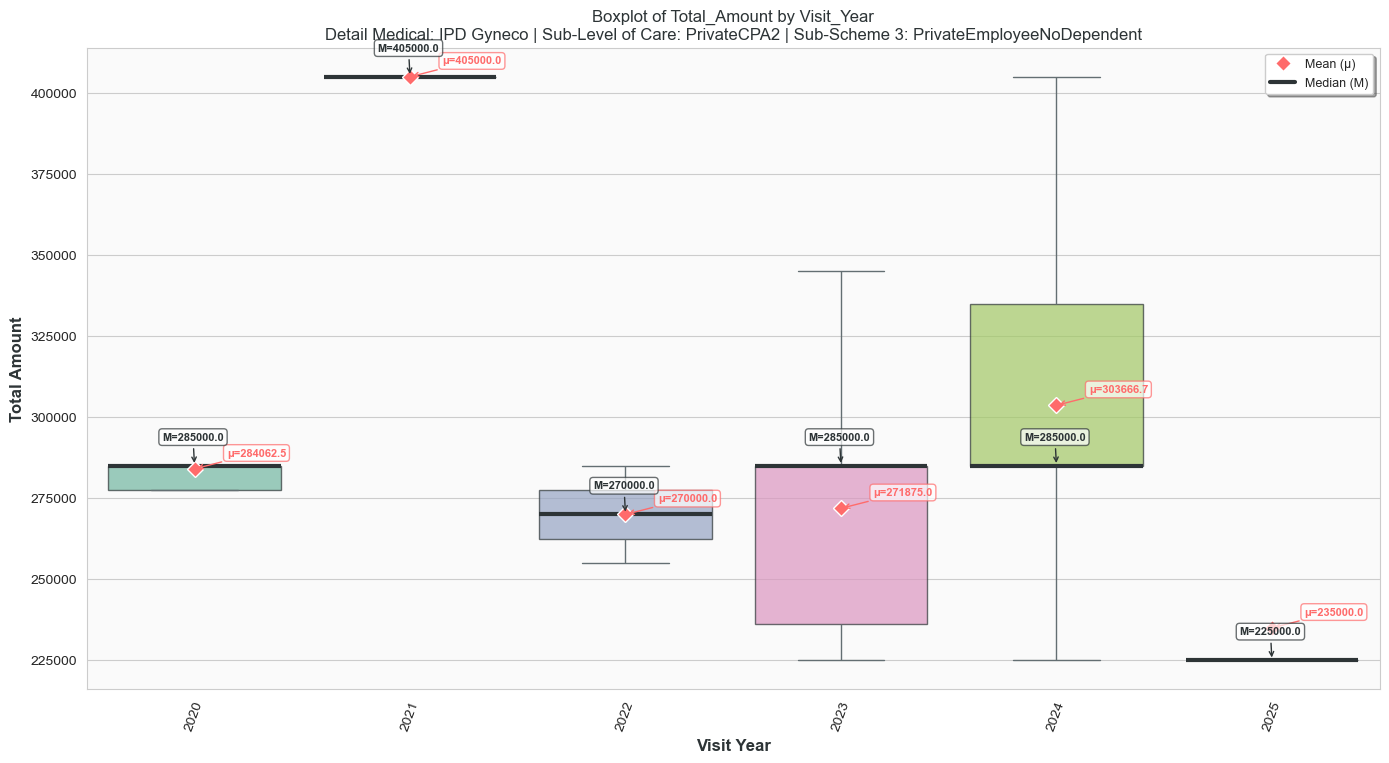 Boxplot of Total_Amount by Visit_Year
Detail Medical: IPD Gyneco | Sub-Level of Care: PrivateCPA2 | Sub-Scheme 3: PrivateEmployeeNoDependent
Mean (μ)
Median (M)
Total Amount
400000
375000
350000
325000
300000
275000
250000
225000
M=285000.0
μ=284062.5
M=405000.0
μ=405000.0
M=270000.0
μ=270000.0
M=285000.0
μ=271875.0
M=285000.0
μ=303666.7
M=225000.0
μ=235000.0
2020
2021
2022
2023
2024
2025
Visit Year